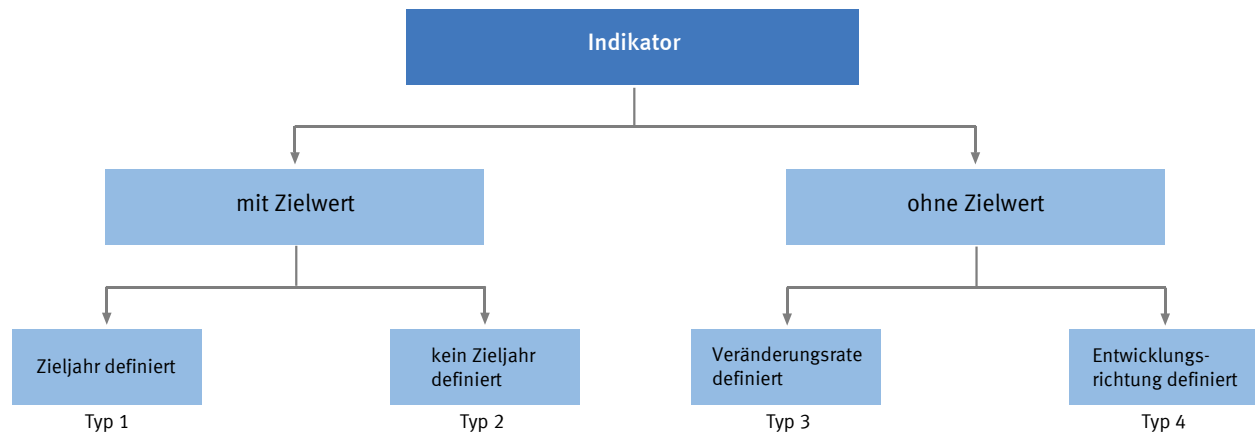 Indikator
mit Zielwert
ohne Zielwert
Zieljahr definiert
kein Zieljahr
definiert
Veränderungsrate
definiert
Entwicklungs-
richtung definiert
Typ 1
Typ 2
Typ 3
Typ 4